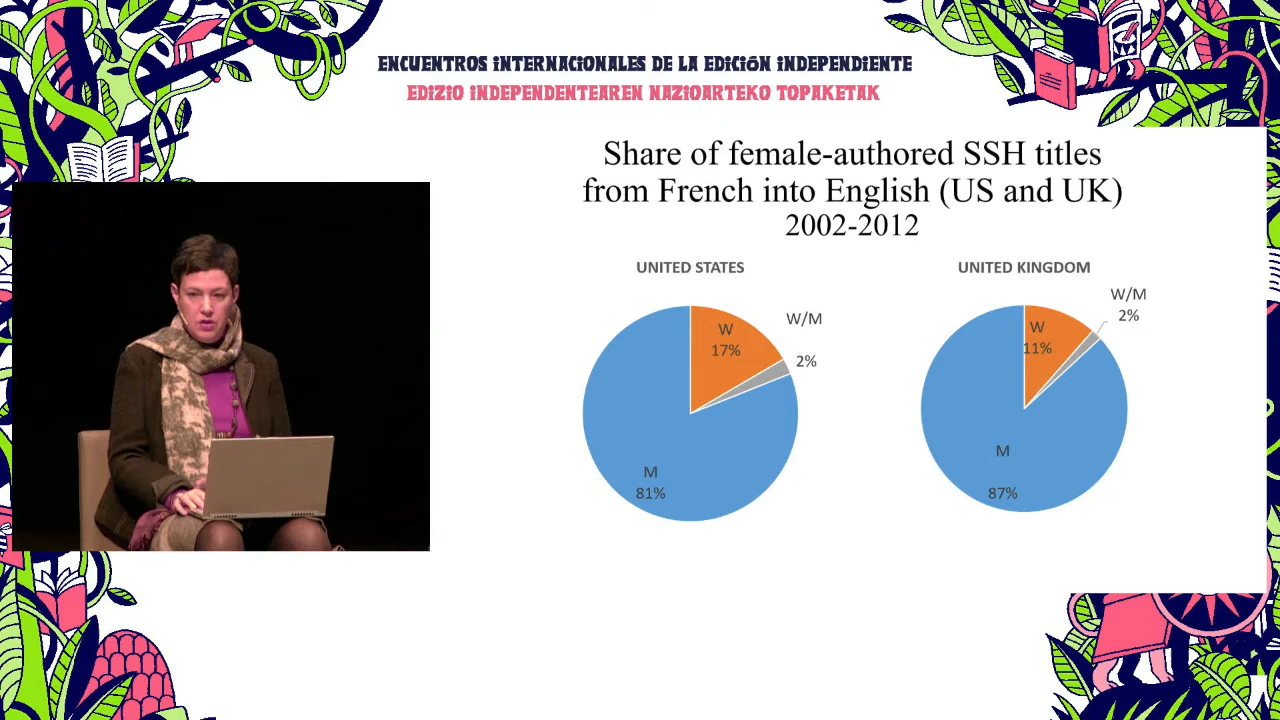 ENCUENTROS INTERNACIONALES DE LA EDICIÓN INDEPENDIENTE
EDIZIO INDEPENDENTEAREN NAZIOARTEKO TOPAKETAK
Share of female-authored SSH titles
from French into English (US and UK)
2002-2012
UNITED STATES
W
17%
W/M
2%
M
81%
UNITED KINGDOM
W
11%
W/M
2%
M
87%